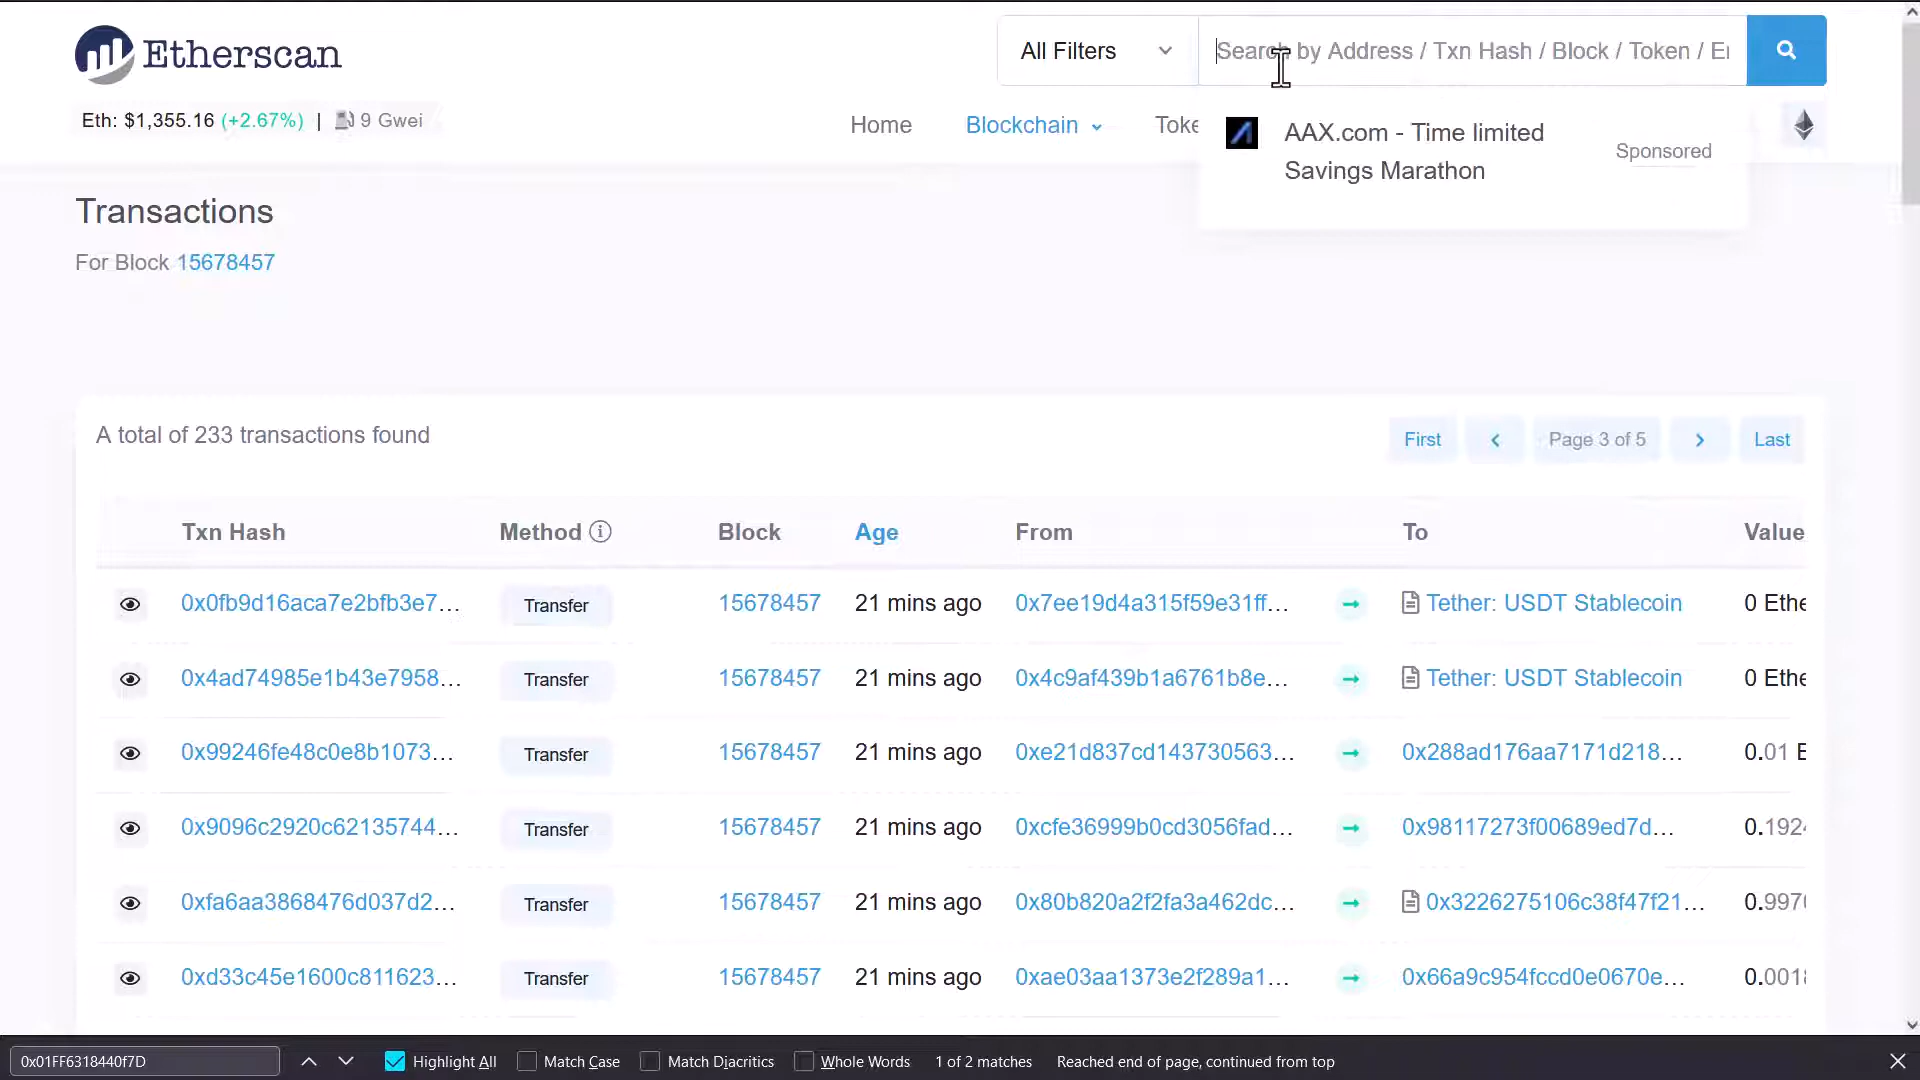 Etherscan
All Filters
Search by Address / Txn Hash / Block / Token / En
Eth: $1,355.16 (+2.67%) | 9 Gwei
Home
Blockchain
Toke
AAX.com - Time limited
Savings Marathon
Sponsored
Transactions
For Block 15678457
A total of 233 transactions found
First
Page 3 of 5
Last
Txn Hash Method Block Age From To Value
0x0fb9d16aca7e2bfb3e7... Transfer 15678457 21 mins ago 0x7ee19d4a315f59e31ff... Tether: USDT Stablecoin 0 Ethe
0x4ad74985e1b43e7958... Transfer 15678457 21 mins ago 0x4c9af439b1a6761b8e... Tether: USDT Stablecoin 0 Ethe
0x99246fe48c0e8b1073... Transfer 15678457 21 mins ago 0xe21d837cd143730563... 0x288ad176aa7171d218... 0.01 E
0x9096c2920c62135744... Transfer 15678457 21 mins ago 0xcfe36999b0cd3056fad... 0x98117273f00689ed7d... 0.192
0xfa6aa3868476d037d2... Transfer 15678457 21 mins ago 0x80b820a2f2fa3a462dc... 0x3226275106c38f47f21... 0.997
0xd33c45e1600c811623... Transfer 15678457 21 mins ago 0xae03aa1373e2f289a1... 0x66a9c954fccd0e0670e... 0.001
0x01FF6318440f7D Highlight All Match Case Match Diacritics Whole Words 1 of 2 matches Reached end of page, continued from top